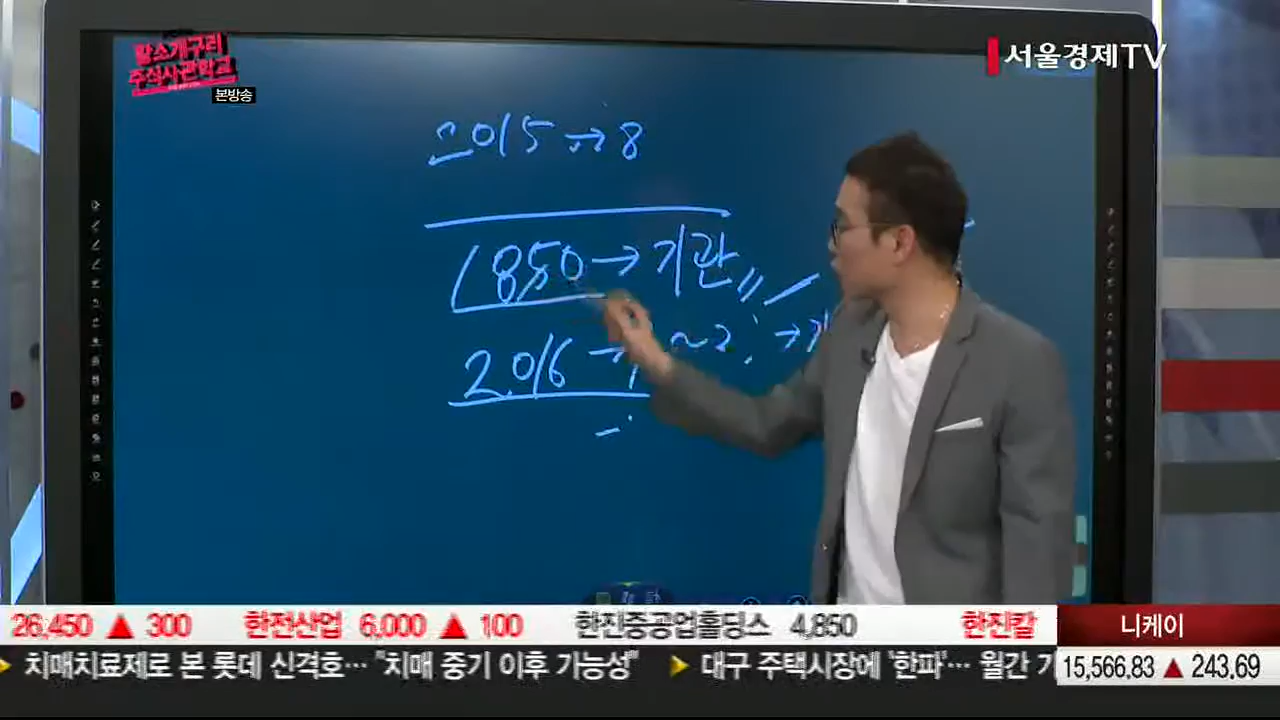 황소개구리
주식사관학교
본방송
서울경제TV
2015 → 8
1850 → 기관
2016 → 1~2 →
26,450 ▲ 300 한전산업 6,000 ▲ 100 한진중공업홀딩스 4,850 한진칼
니케이
치매치료제로 본 롯데 신격호… "치매 중기 이후 가능성" 대구 주택시장에 '한파'… 월간
15,566.83 ▲ 243.69